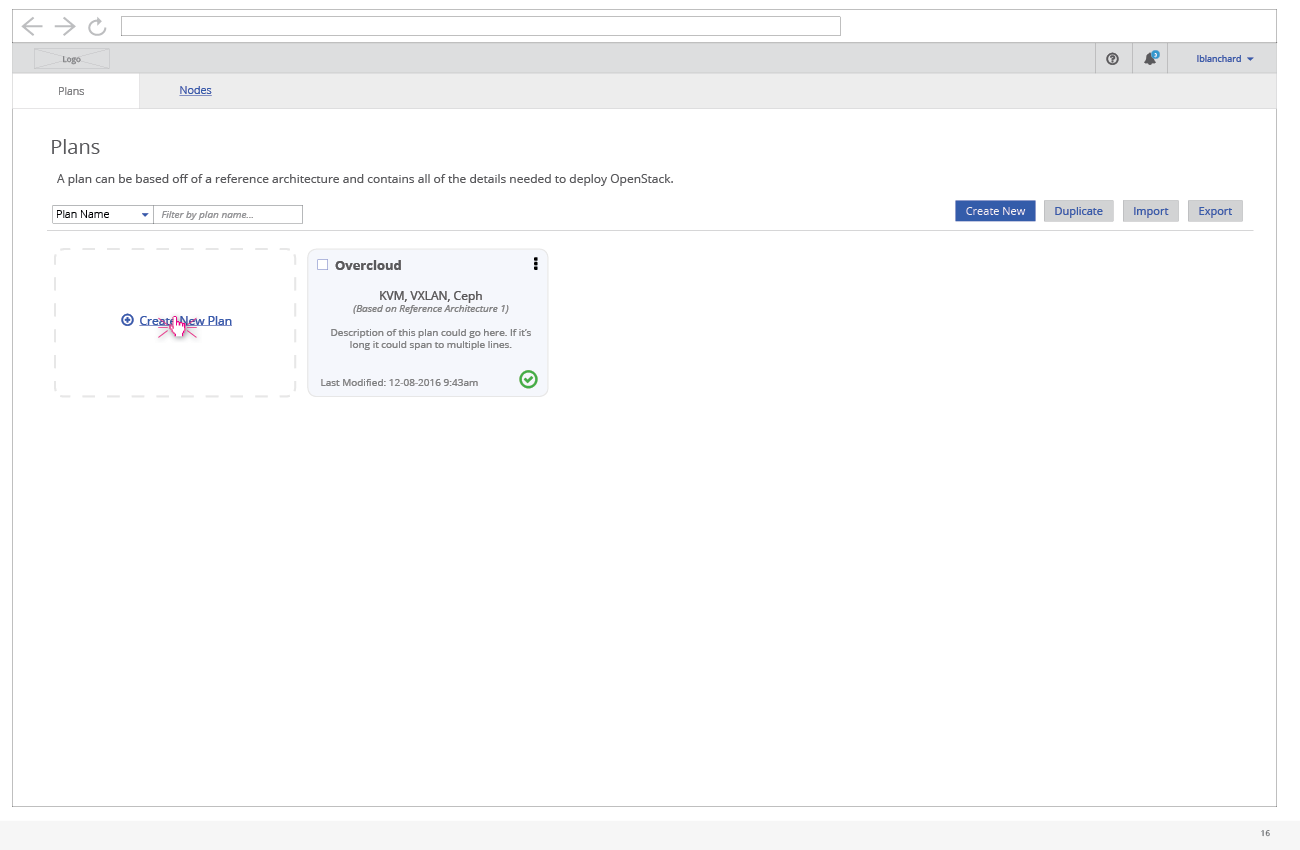 Logo
3
lblanchard
Plans
Nodes
Plans
A plan can be based off of a reference architecture and contains all of the details needed to deploy OpenStack.
Plan Name
Filter by plan name...
Create New
Duplicate
Import
Export
Create New Plan
Overcloud
KVM, VXLAN, Ceph
(Based on Reference Architecture 1)
Description of this plan could go here. If it's
long it could span to multiple lines.
Last Modified: 12-08-2016 9:43am
16